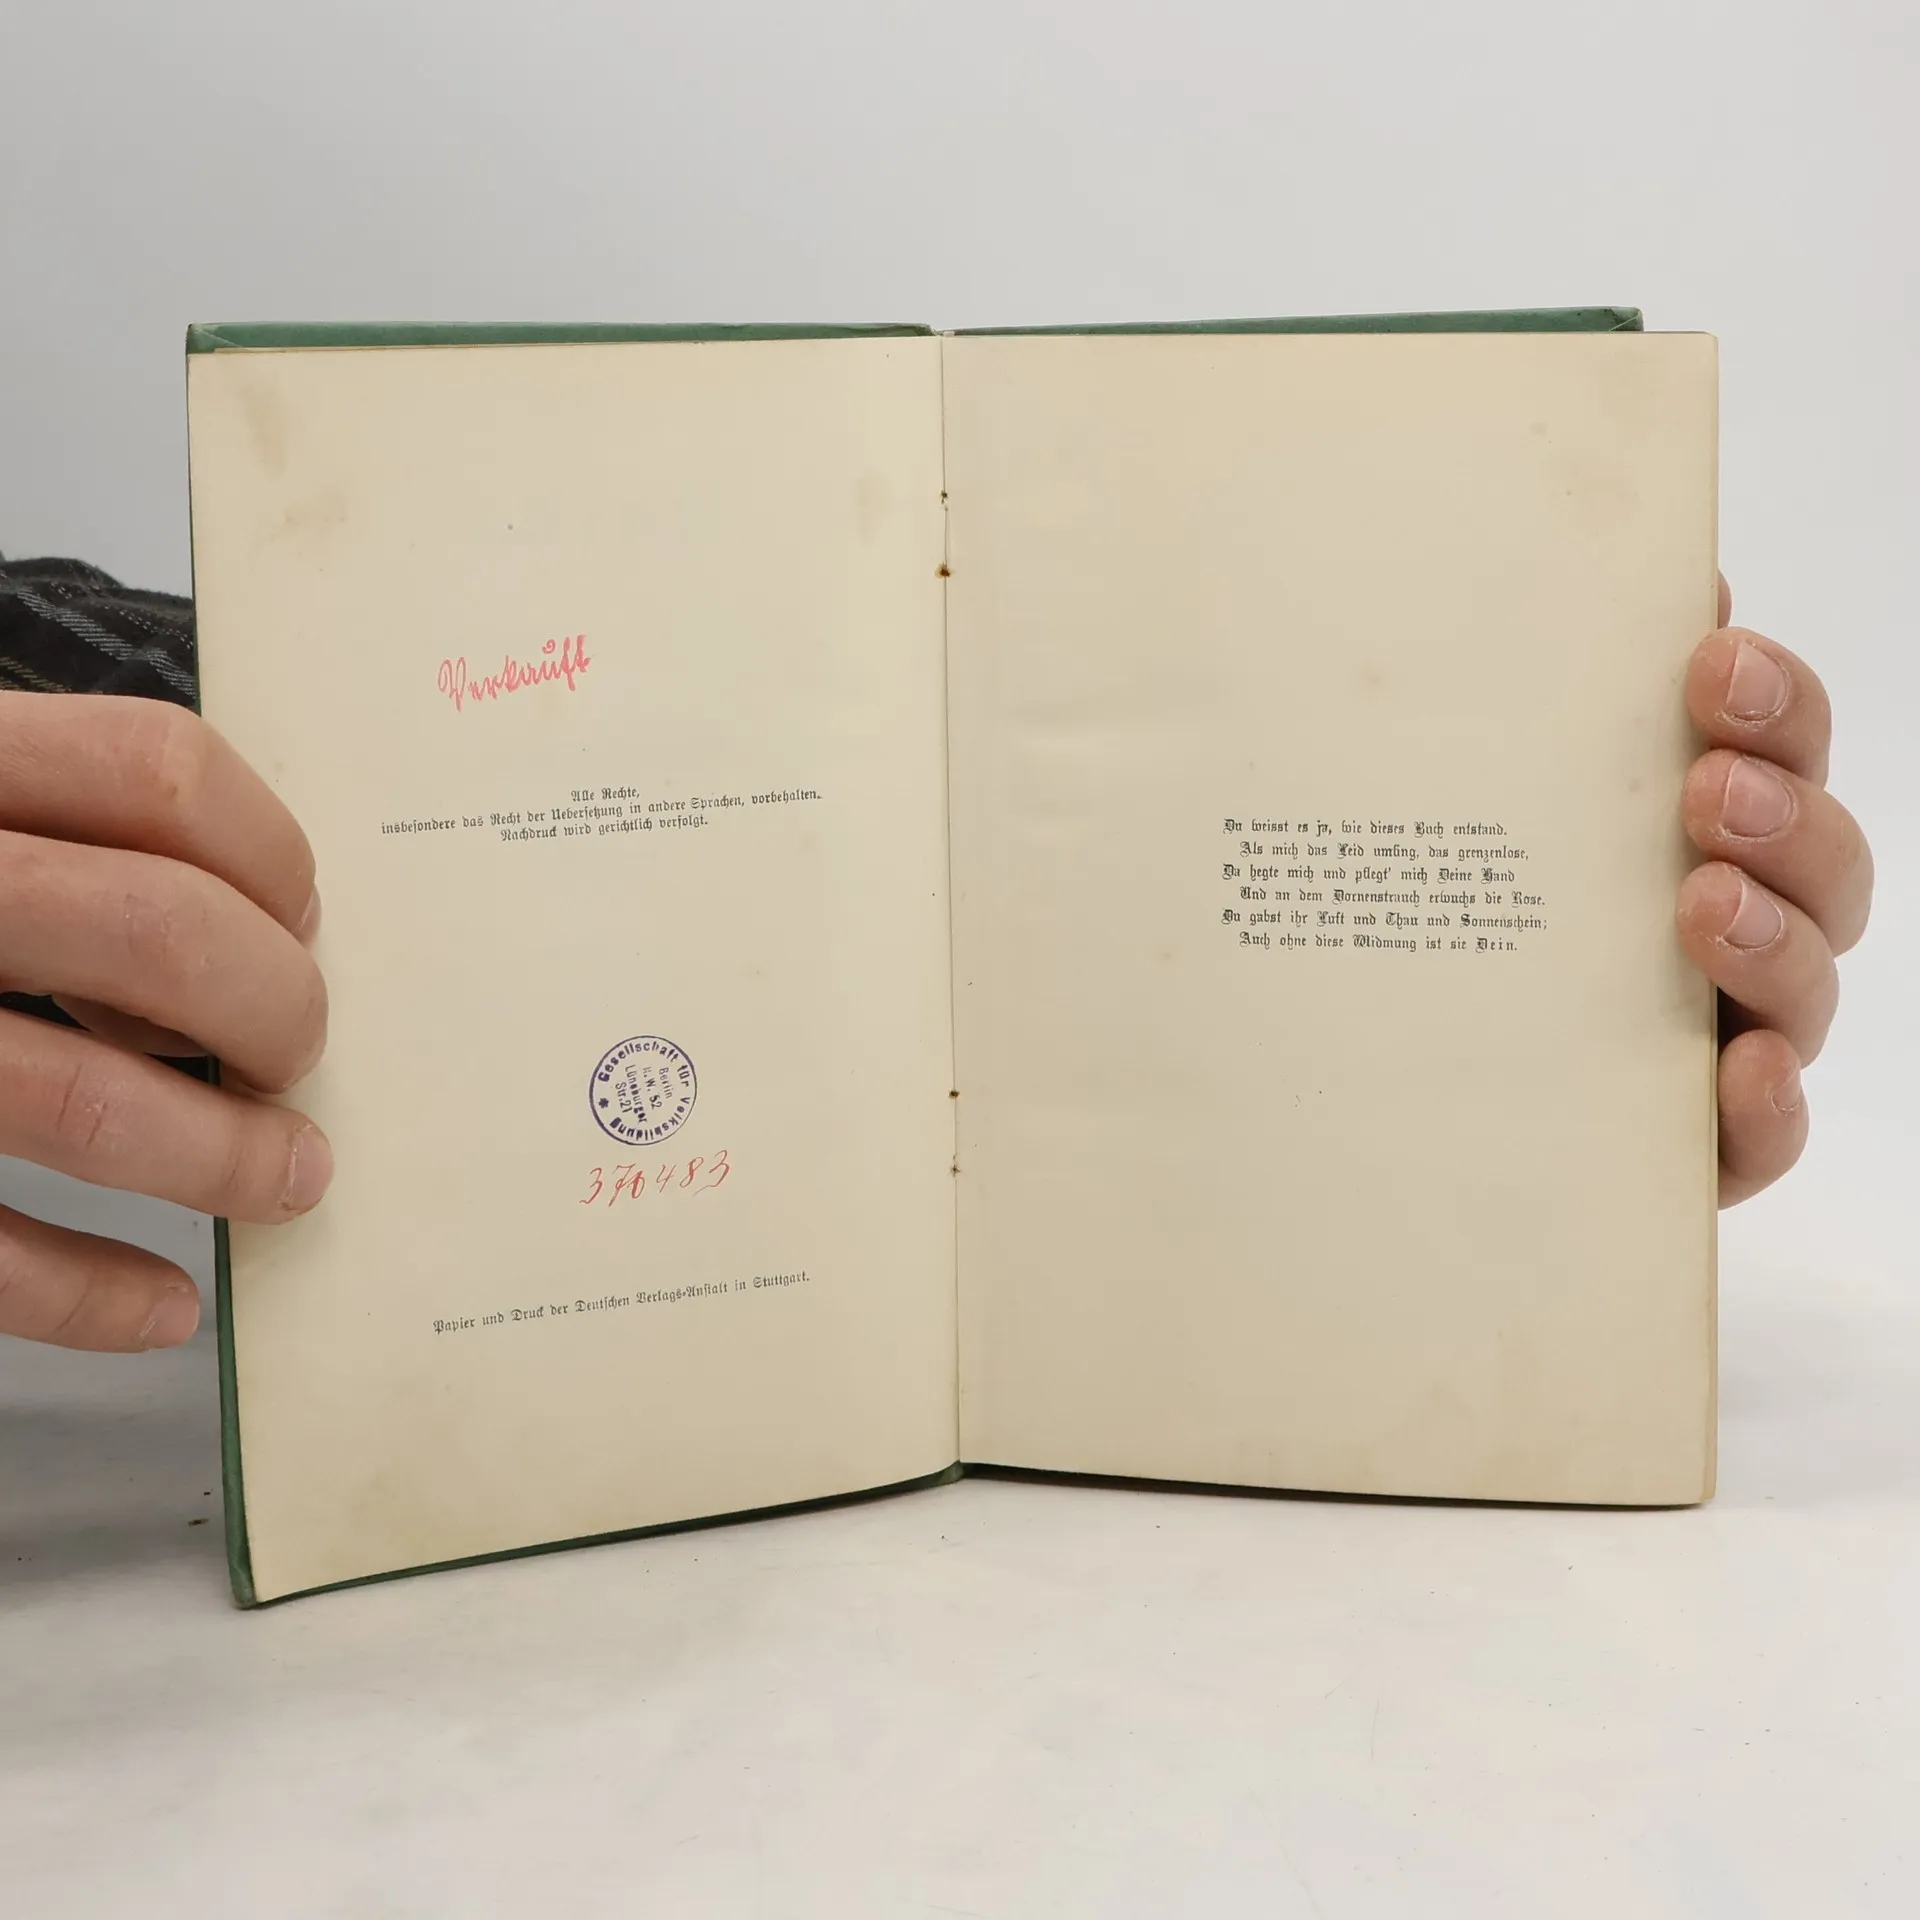 Verkauft
Alle Rechte,
insbesondere das Recht der Uebersetzung in andere Sprachen, vorbehalten.
Nachdruck wird gerichtlich verfolgt.
Gesellschaft für Volksbildung *
Berlin
N.W. 52
Lüneburger
Str. 21
370483
Papier und Druck der Deutschen Verlags-Anstalt in Stuttgart.
Du weisst es ja, wie dieses Buch entstand.
Als mich das Leid umfing, das grenzenlose,
Da hegte mich und pflegt' mich Deine Hand
Und an dem Dornenstrauch erwuchs die Rose.
Du gabst ihr Luft und Thau und Sonnenschein;
Auch ohne diese Widmung ist sie Dein.